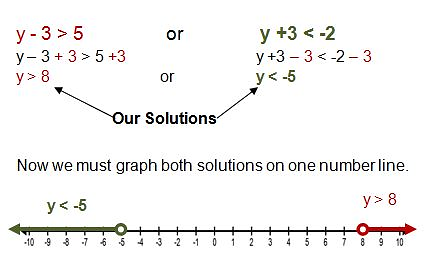 y - 3 > 5 or y +3 < -2
y – 3 + 3 > 5 +3 y +3 – 3 < -2 – 3
y > 8 or y < -5
Our Solutions
Now we must graph both solutions on one number line.
y < -5 y > 8
-10 -9 -8 -7 -6 -5 -4 -3 -2 -1 0 1 2 3 4 5 6 7 8 9 10